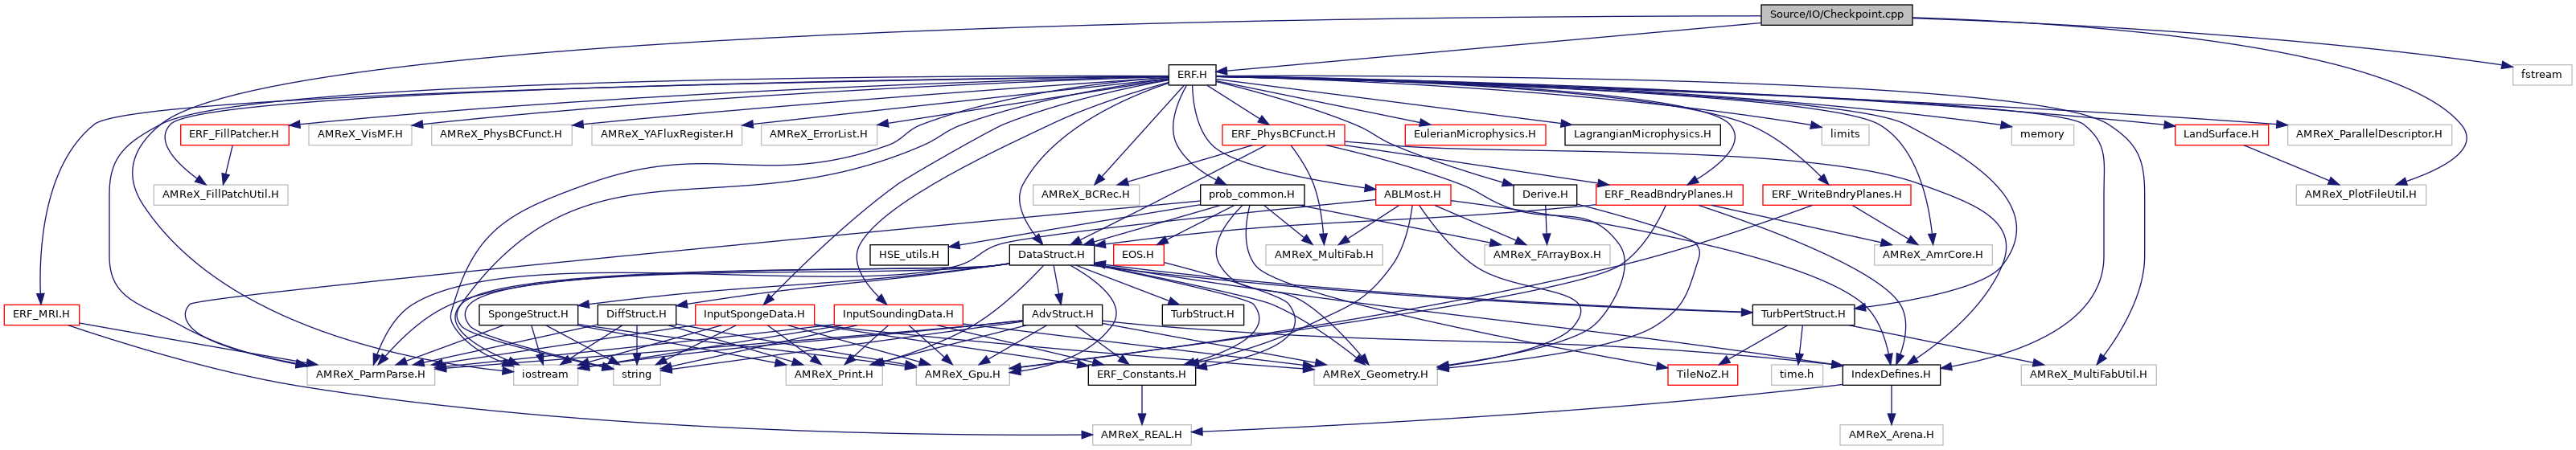 Source/IO/Checkpoint.cpp
ERF.H
fstream
ERF_FillPatcher.H
AMReX_VisMF.H
AMReX_PhysBCFunct.H
AMReX_YAFluxRegister.H
AMReX_ErrorList.H
ERF_PhysBCFunct.H
EulerianMicrophysics.H
LagrangianMicrophysics.H
limits
memory
LandSurface.H
AMReX_ParallelDescriptor.H
AMReX_FillPatchUtil.H
AMReX_BCRec.H
prob_common.H
ABLMost.H
Derive.H
ERF_ReadBndryPlanes.H
ERF_WriteBndryPlanes.H
AMReX_PlotFileUtil.H
HSE_utils.H
DataStruct.H
EOS.H
AMReX_MultiFab.H
AMReX_FArrayBox.H
AMReX_AmrCore.H
ERF_MRI.H
SpongeStruct.H
DiffStruct.H
InputSpongeData.H
InputSoundingData.H
AdvStruct.H
TurbStruct.H
TurbPertStruct.H
AMReX_ParmParse.H
iostream
string
AMReX_Print.H
AMReX_Gpu.H
ERF_Constants.H
AMReX_Geometry.H
TileNoZ.H
time.h
IndexDefines.H
AMReX_MultiFabUtil.H
AMReX_REAL.H
AMReX_Arena.H